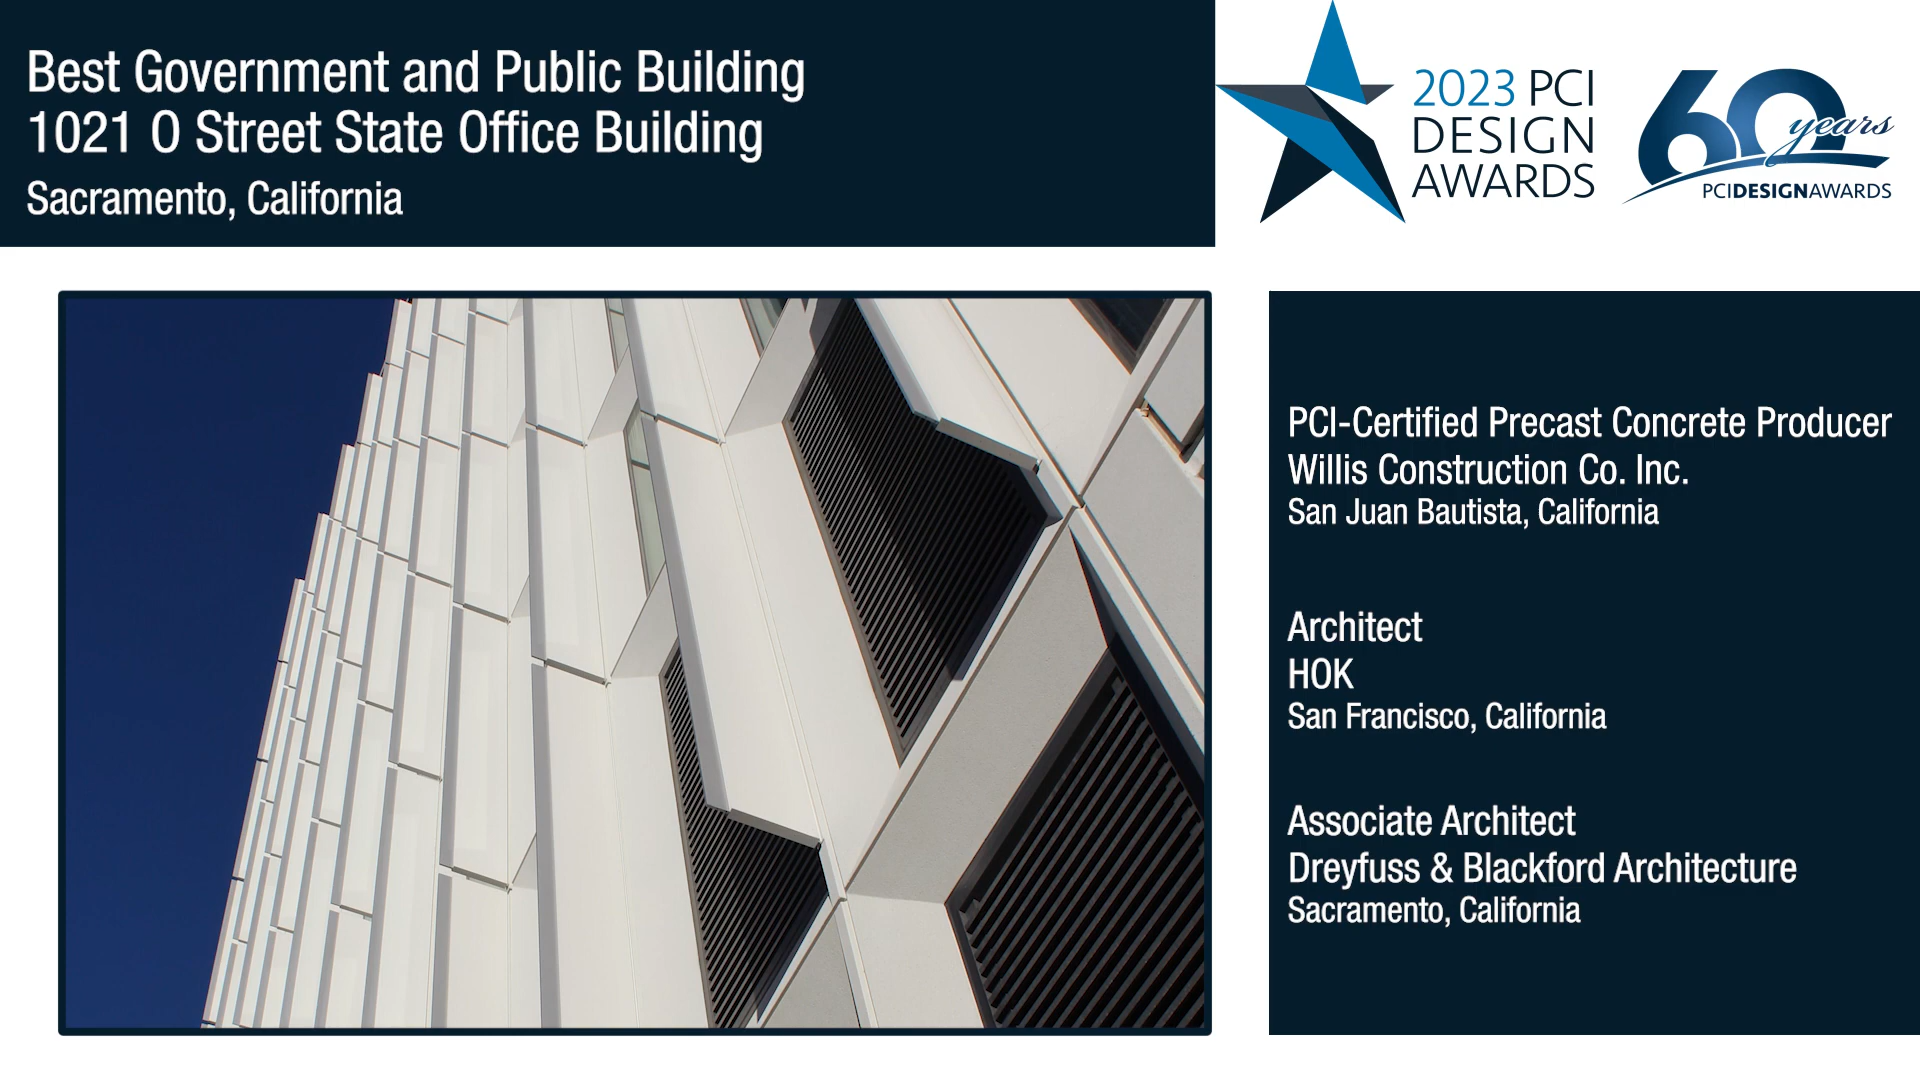 Best Government and Public Building
1021 O Street State Office Building
Sacramento, California
2023 PCI
DESIGN
AWARDS
60 years
PCIDESIGNAWARDS
PCI-Certified Precast Concrete Producer
Willis Construction Co. Inc.
San Juan Bautista, California
Architect
HOK
San Francisco, California
Associate Architect
Dreyfuss & Blackford Architecture
Sacramento, California